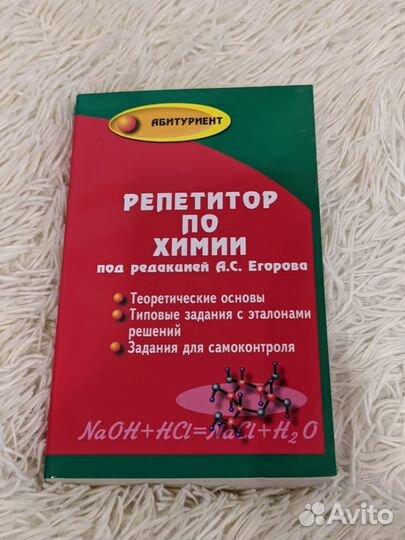 АБИТУРИЕНТ
РЕПЕТИТОР
ПО
ХИМИИ
под редакцией А.С. Егорова
Теоретические основы
Типовые задания с эталонами
решений
Задания для самоконтроля
NaOH+HCl=NaCl+H₂O
Avito